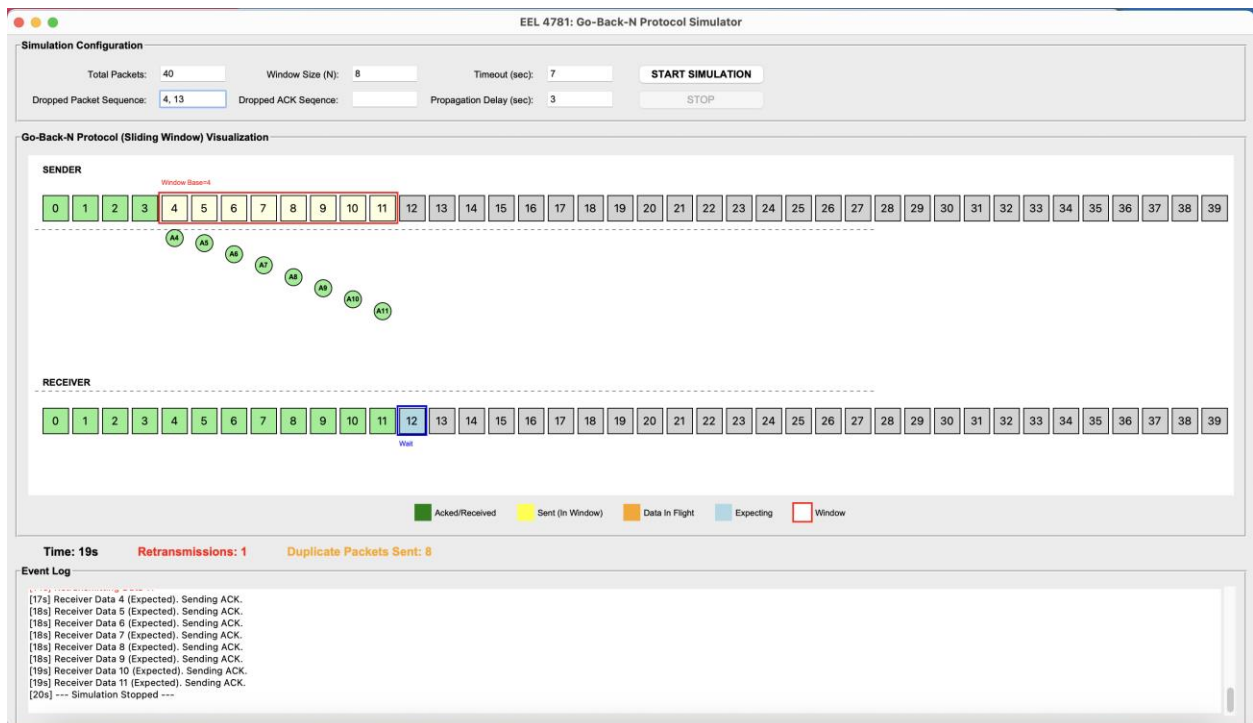 EEL 4781: Go-Back-N Protocol Simulator
Simulation Configuration
Total Packets: 40 Window Size (N): 8 Timeout (sec): 7 START SIMULATION
Dropped Packet Sequence: 4, 13 Dropped ACK Seqence: Propagation Delay (sec): 3 STOP
Go-Back-N Protocol (Sliding Window) Visualization
SENDER
Window Base=4
0 1 2 3 4 5 6 7 8 9 10 11 12 13 14 15 16 17 18 19 20 21 22 23 24 25 26 27 28 29 30 31 32 33 34 35 36 37 38 39
A4 A5 A6 A7 A8 A9 A10 A11
RECEIVER
0 1 2 3 4 5 6 7 8 9 10 11 12 13 14 15 16 17 18 19 20 21 22 23 24 25 26 27 28 29 30 31 32 33 34 35 36 37 38 39
Wait
Acked/Received Sent (In Window) Data In Flight Expecting Window
Time: 19s Retransmissions: 1 Duplicate Packets Sent: 8
Event Log
[17s] Receiver Data 4 (Expected). Sending ACK.
[18s] Receiver Data 5 (Expected). Sending ACK.
[18s] Receiver Data 6 (Expected). Sending ACK.
[18s] Receiver Data 7 (Expected). Sending ACK.
[18s] Receiver Data 8 (Expected). Sending ACK.
[18s] Receiver Data 9 (Expected). Sending ACK.
[19s] Receiver Data 10 (Expected). Sending ACK.
[19s] Receiver Data 11 (Expected). Sending ACK.
[20s] --- Simulation Stopped ---